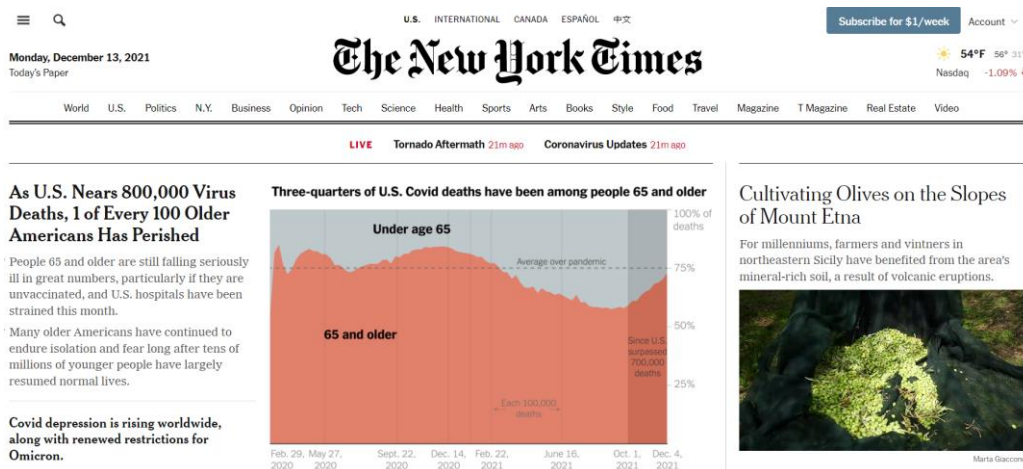 U.S. INTERNATIONAL CANADA ESPAÑOL 中文
Subscribe for $1/week
Account
Monday, December 13, 2021
Today's Paper
The New York Times
54°F 56° 31°
Nasdaq -1.09%
World U.S. Politics N.Y. Business Opinion Tech Science Health Sports Arts Books Style Food Travel Magazine T Magazine Real Estate Video
LIVE Tornado Aftermath 21m ago Coronavirus Updates 21m ago
As U.S. Nears 800,000 Virus
Deaths, 1 of Every 100 Older
Americans Has Perished
People 65 and older are still falling seriously
ill in great numbers, particularly if they are
unvaccinated, and U.S. hospitals have been
strained this month.
Many older Americans have continued to
endure isolation and fear long after tens of
millions of younger people have largely
resumed normal lives.
Covid depression is rising worldwide,
along with renewed restrictions for
Omicron.
Three-quarters of U.S. Covid deaths have been among people 65 and older
100% of
deaths
Under age 65
Average over pandemic
75%
65 and older
50%
Since U.S.
surpassed
700,000
deaths
25%
Each 100,000
deaths
Feb. 29, May 27, Sept. 22, Dec. 14, Feb. 22, June 16, Oct. 1, Dec. 4,
2020 2020 2020 2020 2021 2021 2021 2021
Cultivating Olives on the Slopes
of Mount Etna
For millenniums, farmers and vintners in
northeastern Sicily have benefited from the area's
mineral-rich soil, a result of volcanic eruptions.